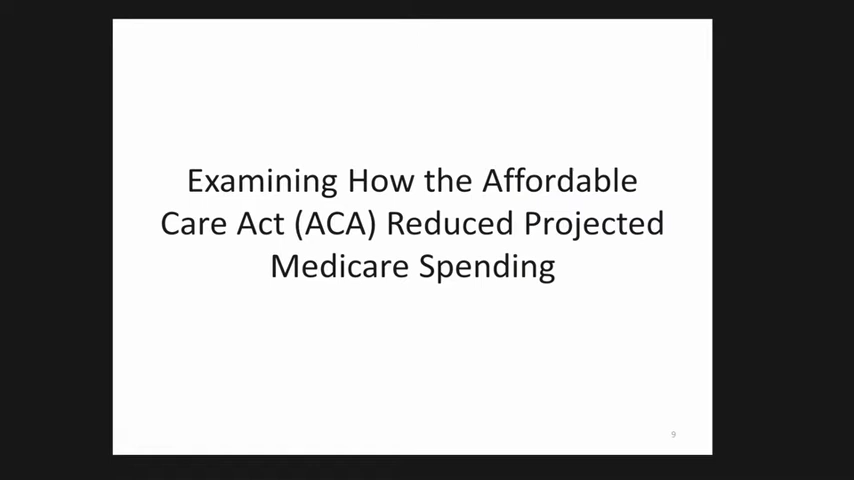 Examining How the Affordable
Care Act (ACA) Reduced Projected
Medicare Spending
9